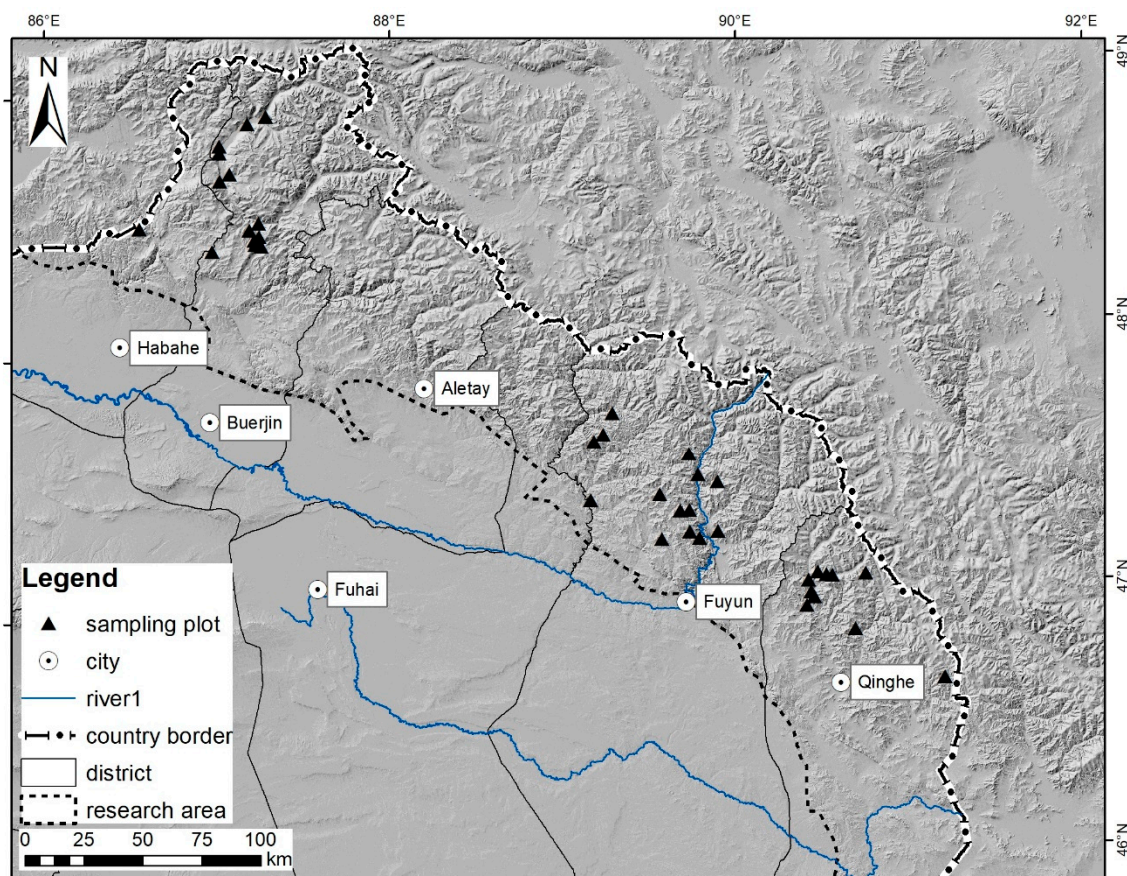 86°E 88°E 90°E 92°E
49°N
N
48°N
Habahe
Aletay
Buerjin
47°N
Fuhai
Fuyun
Qinghe
46°N
Legend
sampling plot
city
river1
country border
district
research area
0 25 50 75 100
km